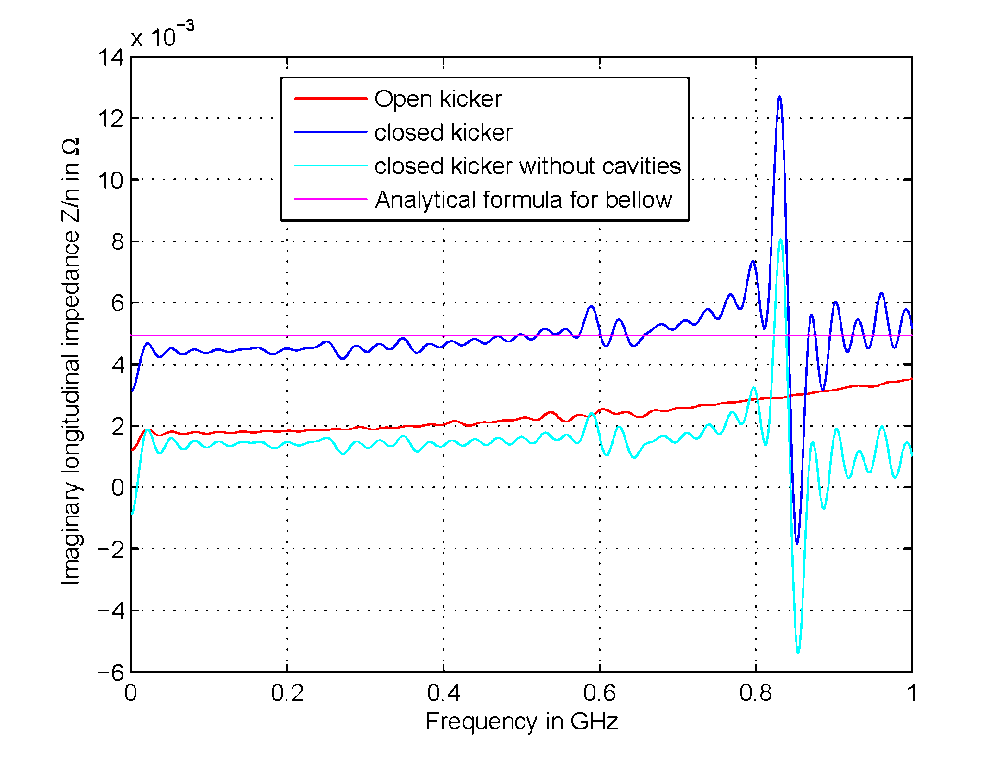 x 10⁻³
14
12
10
8
6
4
2
0
−2
−4
−6
Imaginary longitudinal impedance Z/n in Ω
Open kicker
closed kicker
closed kicker without cavities
Analytical formula for bellow
0 0.2 0.4 0.6 0.8 1
Frequency in GHz